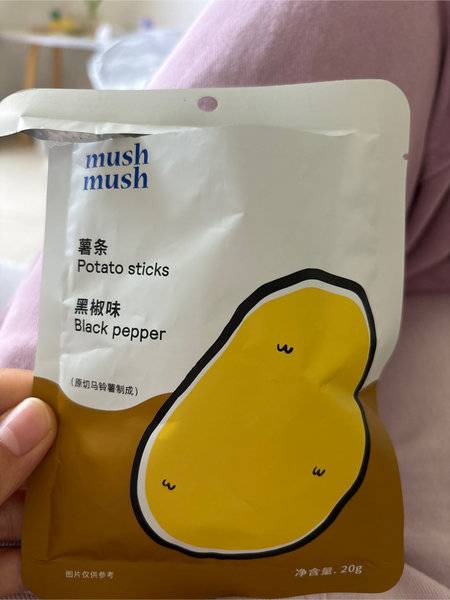 mush
mush
薯条
Potato sticks
黑椒味
Black pepper
(原切马铃薯制成)
图片仅供参考
净含量: 20g